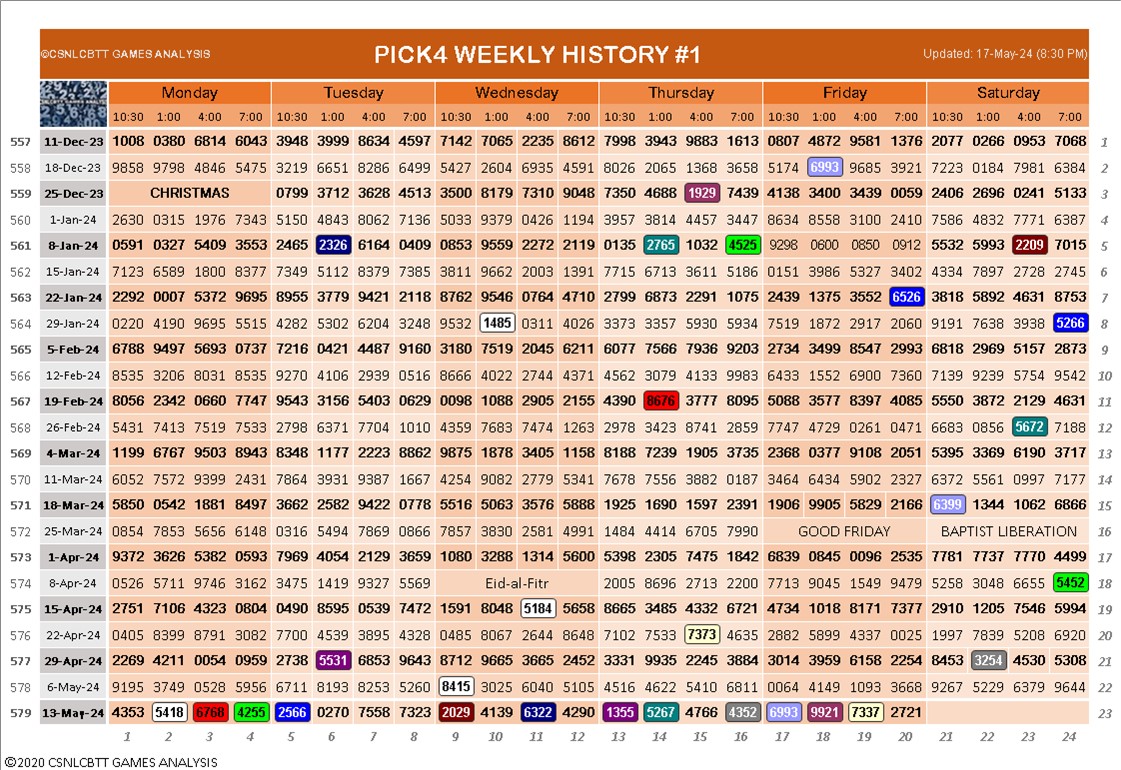 ©CSNLCBTT GAMES ANALYSIS PICK4 WEEKLY HISTORY #1 Updated: 17-May-24 (8:30 PM)
Monday Tuesday Wednesday Thursday Friday Saturday
10:30 1:00 4:00 7:00 10:30 1:00 4:00 7:00 10:30 1:00 4:00 7:00 10:30 1:00 4:00 7:00 10:30 1:00 4:00 7:00 10:30 1:00 4:00 7:00
557 11-Dec-23 1008 0380 6814 6043 3948 3999 8634 4597 7142 7065 2235 8612 7998 3943 9883 1613 0807 4872 9581 1376 2077 0266 0953 7068 1
558 18-Dec-23 9858 9798 4846 5475 3219 6651 8286 6499 5427 2604 6935 4591 8026 2065 1368 3658 5174 6993 9685 3921 7223 0184 7981 6384 2
559 25-Dec-23 CHRISTMAS 0799 3712 3628 4513 3500 8179 7310 9048 7350 4688 1929 7439 4138 3400 3439 0059 2406 2696 0241 5133 3
560 1-Jan-24 2630 0315 1976 7343 5150 4843 8062 7136 5033 9379 0426 1194 3957 3814 4457 3447 8634 8558 3100 2410 7586 4832 7771 6387 4
561 8-Jan-24 0591 0327 5409 3553 2465 2326 6164 0409 0853 9559 2272 2119 0135 2765 1032 4525 9298 0600 0850 0912 5532 5993 2209 7015 5
562 15-Jan-24 7123 6589 1800 8377 7349 5112 8379 7385 3811 9662 2003 1391 7715 6713 3611 5186 0151 3986 5327 3402 4334 7897 2728 2745 6
563 22-Jan-24 2292 0007 5372 9695 8955 3779 9421 2118 8762 9546 0764 4710 2799 6873 2291 1075 2439 1375 3552 6526 3818 5892 4631 8753 7
564 29-Jan-24 0220 4190 9695 5515 4282 5302 6204 3248 9532 1485 0311 4026 3373 3357 5930 5934 7519 1872 2917 2060 9191 7638 3938 5266 8
565 5-Feb-24 6788 9497 5693 0737 7216 0421 4487 9160 3180 7519 2045 6211 6077 7566 7936 9203 2734 3499 8547 2993 6818 2969 5157 2873 9
566 12-Feb-24 8535 3206 8031 8535 9270 4106 2939 0516 8666 4022 2744 4371 4562 3079 4133 9983 6433 1552 6900 7360 7139 9239 5754 9542 10
567 19-Feb-24 8056 2342 0660 7747 9543 3156 5403 0629 0098 1088 2905 2155 4390 8676 3777 8095 5088 3577 8397 4085 5550 3872 2129 4631 11
568 26-Feb-24 5431 7413 7519 7533 2798 6371 7704 1010 4359 7683 7474 1263 2978 3423 8741 2859 7747 4729 0261 0471 6683 0856 5672 7188 12
569 4-Mar-24 1199 6767 9503 8943 8348 1177 2223 8862 9875 1878 3405 1158 8188 7239 1905 3735 2368 0377 9108 2051 5395 3369 6190 3717 13
570 11-Mar-24 6052 7572 9399 2431 7864 3931 9387 1667 4254 9082 2779 5341 7678 7556 3882 0187 3464 6434 5902 2327 6372 5561 0997 7177 14
571 18-Mar-24 5850 0542 1881 8497 3662 2582 9422 0778 5516 5063 3576 5888 1925 1690 1597 2391 1906 9905 5829 2166 6399 1344 1062 6866 15
572 25-Mar-24 0854 7853 5656 6148 0316 5494 7869 0866 7857 3830 2581 4991 1484 4414 6705 7990 GOOD FRIDAY BAPTIST LIBERATION 16
573 1-Apr-24 9372 3626 5382 0593 7969 4054 2129 3659 1080 3288 1314 5600 5398 2305 7475 1842 6839 0845 0096 2535 7781 7737 7770 4499 17
574 8-Apr-24 0526 5711 9746 3162 3475 1419 9327 5569 Eid-al-Fitr 2005 8696 2713 2200 7713 9045 1549 9479 5258 3048 6655 5452 18
575 15-Apr-24 2751 7106 4323 0804 0490 8595 0539 7472 1591 8048 5184 5658 8665 3485 4332 6721 4734 1018 8171 7377 2910 1205 7546 5994 19
576 22-Apr-24 0405 8399 8791 3082 7700 4539 3895 4328 0485 8067 2644 8648 7102 7533 7373 4635 2882 5899 4337 0025 1997 7839 5208 6920 20
577 29-Apr-24 2269 4211 0054 0959 2738 5531 6853 9643 8712 9665 3665 2452 3331 9935 2245 3884 3014 3959 6158 2254 8453 3254 4530 5308 21
578 6-May-24 9195 3749 0528 5956 6711 8193 8253 5260 8415 3025 6040 5105 4516 4622 5410 6811 0064 4149 1093 3668 9267 5229 6379 9644 22
579 13-May-24 4353 5418 6768 4255 2566 0270 7558 7323 2029 4139 6322 4290 1355 5267 4766 4352 6993 9921 7337 2721 23
1 2 3 4 5 6 7 8 9 10 11 12 13 14 15 16 17 18 19 20 21 22 23 24
©2020 CSNLCBTT GAMES ANALYSIS